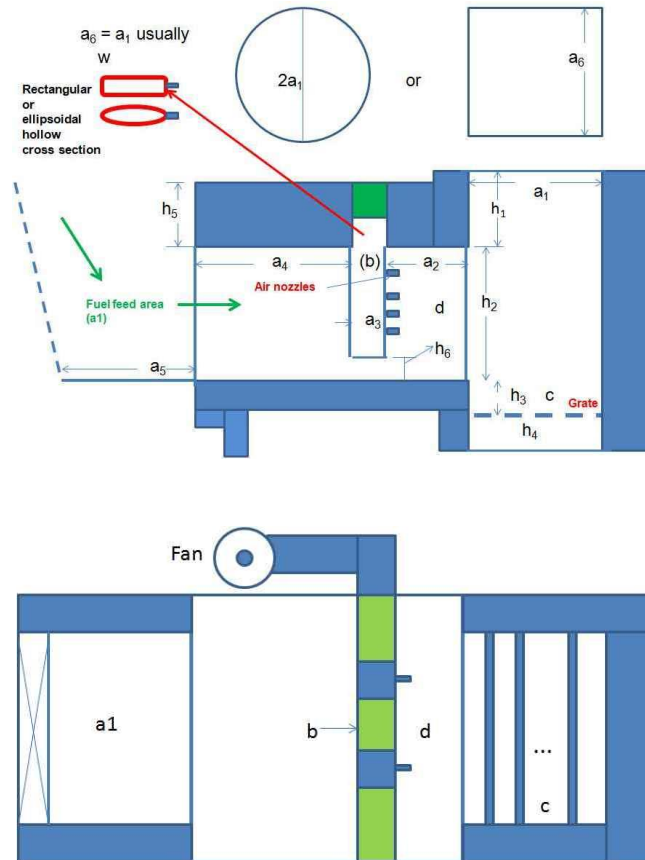 a₆ = a₁ usually
w
Rectangular
or
ellipsoidal
hollow
cross section
2a₁
or
a₆
h₅
h₁
a₁
a₄
(b)
a₂
Air nozzles
h₂
Fuel feed area
(a1)
a₃
d
h₆
a₅
h₃
c
Grate
h₄
Fan
a1
b
d
...
c